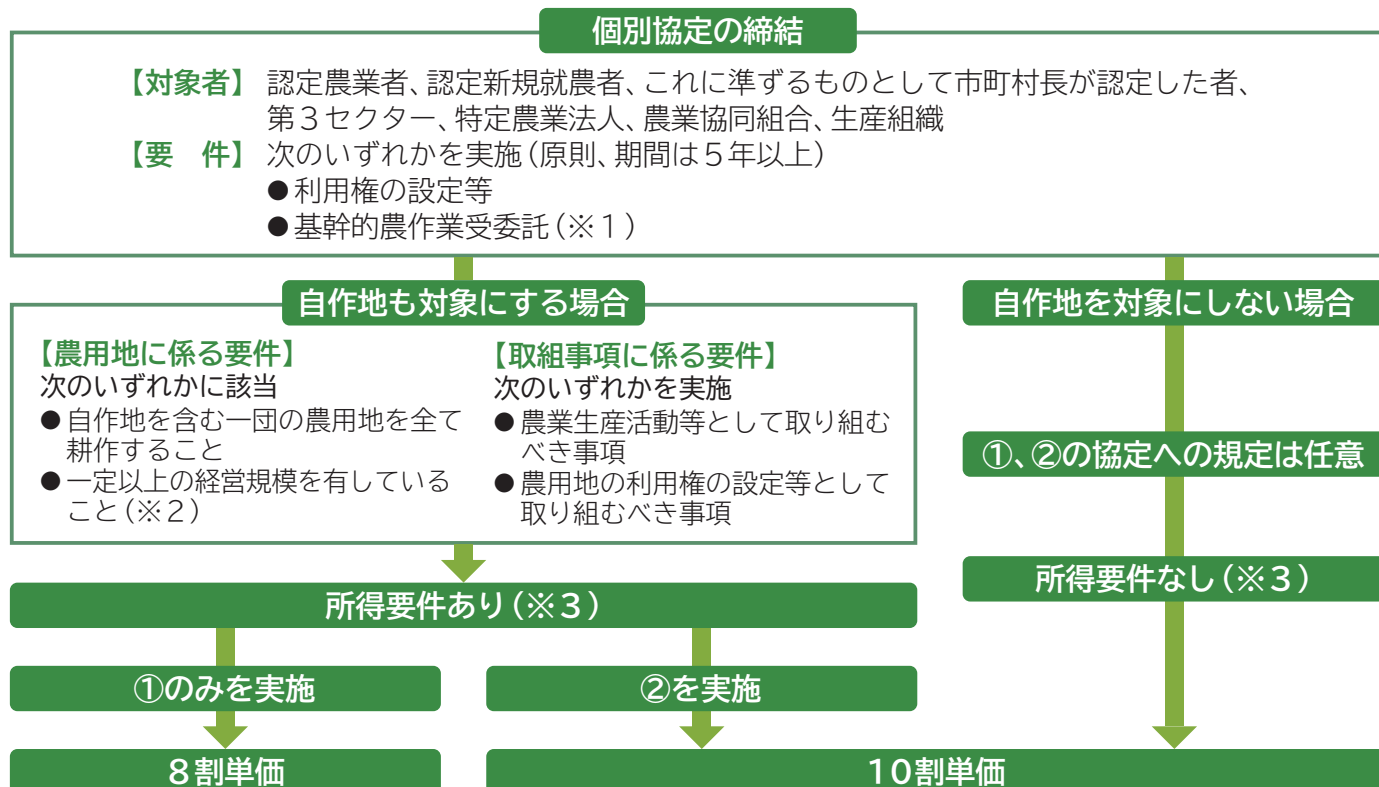 個別協定の締結
【対象者】 認定農業者、認定新規就農者、これに準ずるものとして市町村長が認定した者、
第３セクター、特定農業法人、農業協同組合、生産組織
【要　件】 次のいずれかを実施（原則、期間は５年以上）
●利用権の設定等
●基幹的農作業受委託（※１）
自作地も対象にする場合
【農用地に係る要件】
次のいずれかに該当
●自作地を含む一団の農用地を全て
耕作すること
●一定以上の経営規模を有している
こと（※２）
【取組事項に係る要件】
次のいずれかを実施
●農業生産活動等として取り組む
べき事項
●農用地の利用権の設定等として
取り組むべき事項
自作地を対象にしない場合
①、②の協定への規定は任意
所得要件なし（※３）
所得要件あり（※３）
①のみを実施
②を実施
８割単価
10割単価